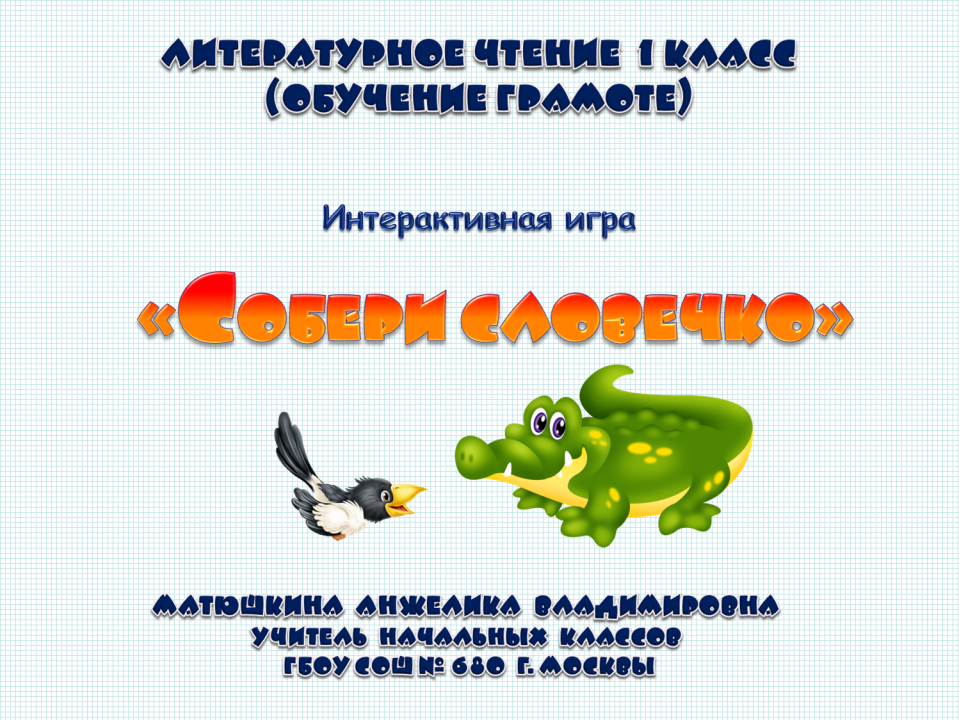 ЛИТЕРАТУРНОЕ ЧТЕНИЕ 1 КЛАСС
(ОБУЧЕНИЕ ГРАМОТЕ)
Интерактивная игра
«СОБЕРИ СЛОВЕЧКО»
МАТЮШКИНА АНЖЕЛИКА ВЛАДИМИРОВНА
УЧИТЕЛЬ НАЧАЛЬНЫХ КЛАССОВ
ГБОУ СОШ № 680 Г. МОСКВЫ